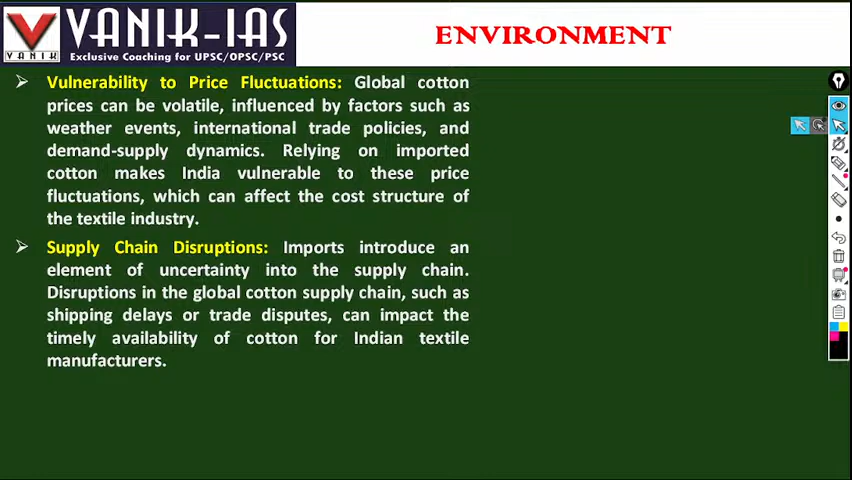 VANIK-IAS
VANIK
Exclusive Coaching for UPSC/OPSC/PSC
ENVIRONMENT
➢ Vulnerability to Price Fluctuations: Global cotton
prices can be volatile, influenced by factors such as
weather events, international trade policies, and
demand-supply dynamics. Relying on imported
cotton makes India vulnerable to these price
fluctuations, which can affect the cost structure of
the textile industry.
➢ Supply Chain Disruptions: Imports introduce an
element of uncertainty into the supply chain.
Disruptions in the global cotton supply chain, such as
shipping delays or trade disputes, can impact the
timely availability of cotton for Indian textile
manufacturers.